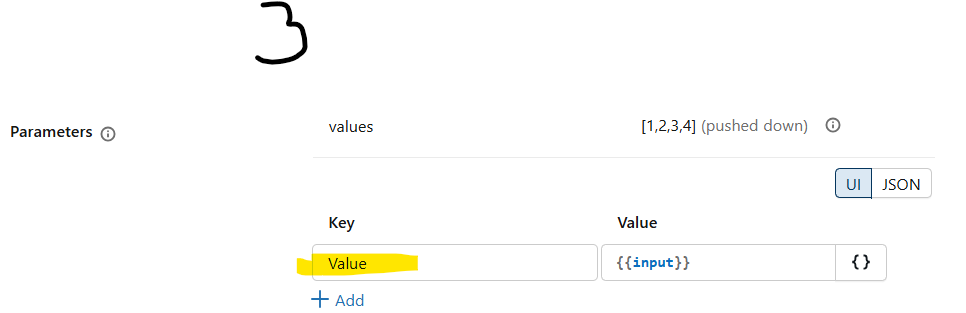 3
Parameters
values [1,2,3,4] (pushed down)
UI JSON
Key Value
Value {{input}} {}
+ Add